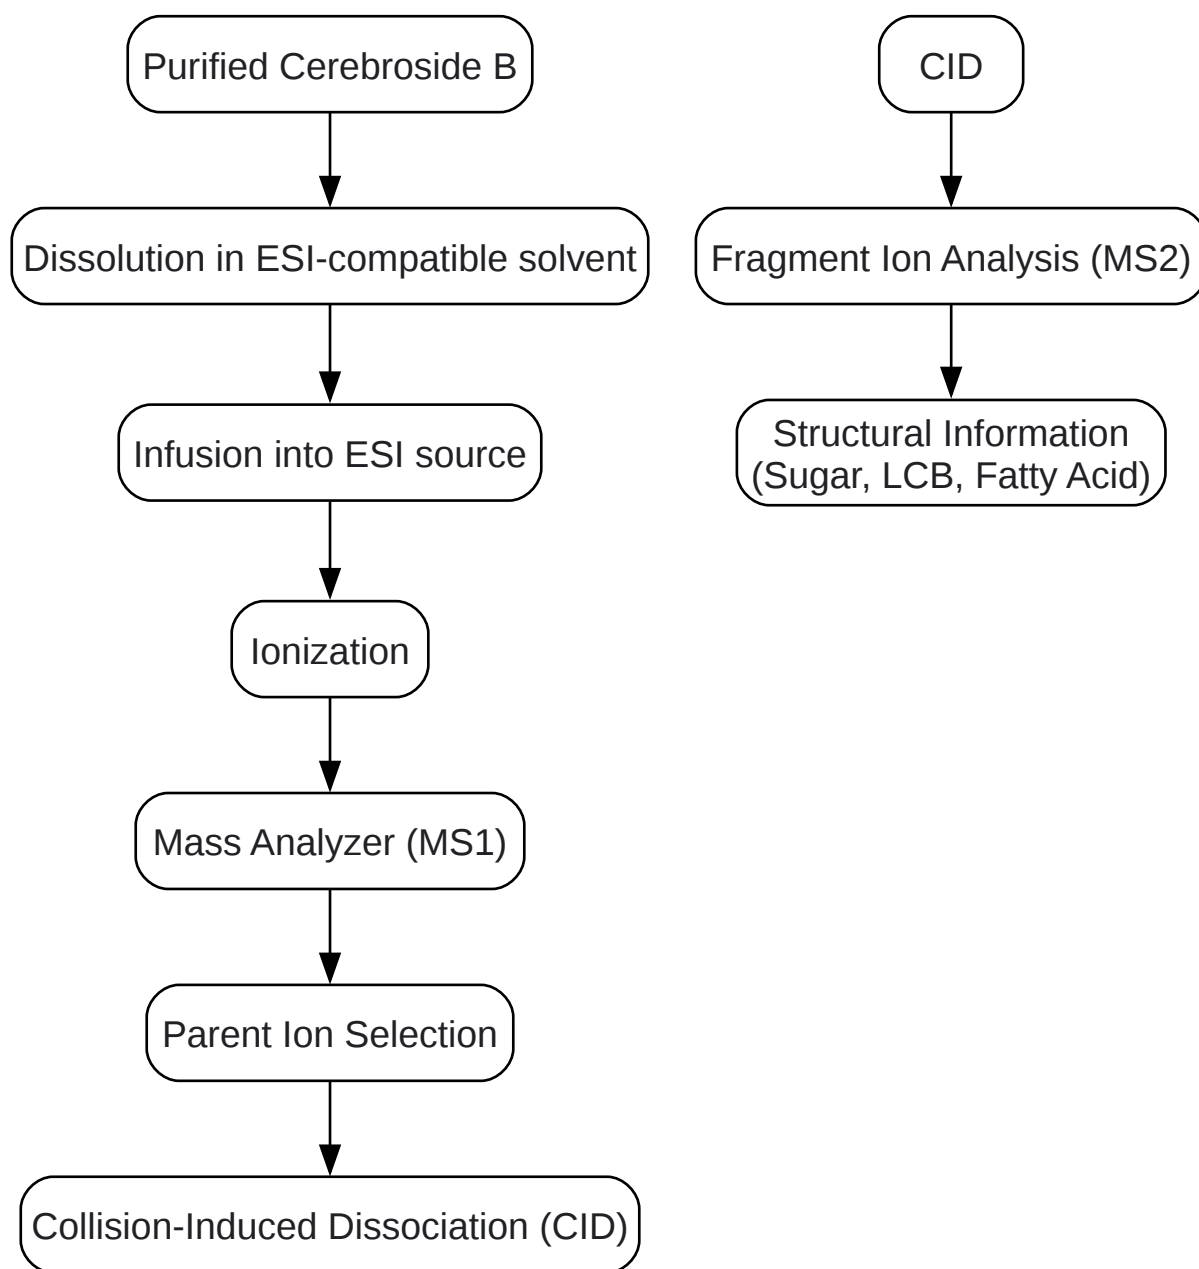 Purified Cerebroside B
Dissolution in ESI-compatible solvent
Infusion into ESI source
Ionization
Mass Analyzer (MS1)
Parent Ion Selection
Collision-Induced Dissociation (CID)
CID
Fragment Ion Analysis (MS2)
Structural Information
(Sugar, LCB, Fatty Acid)